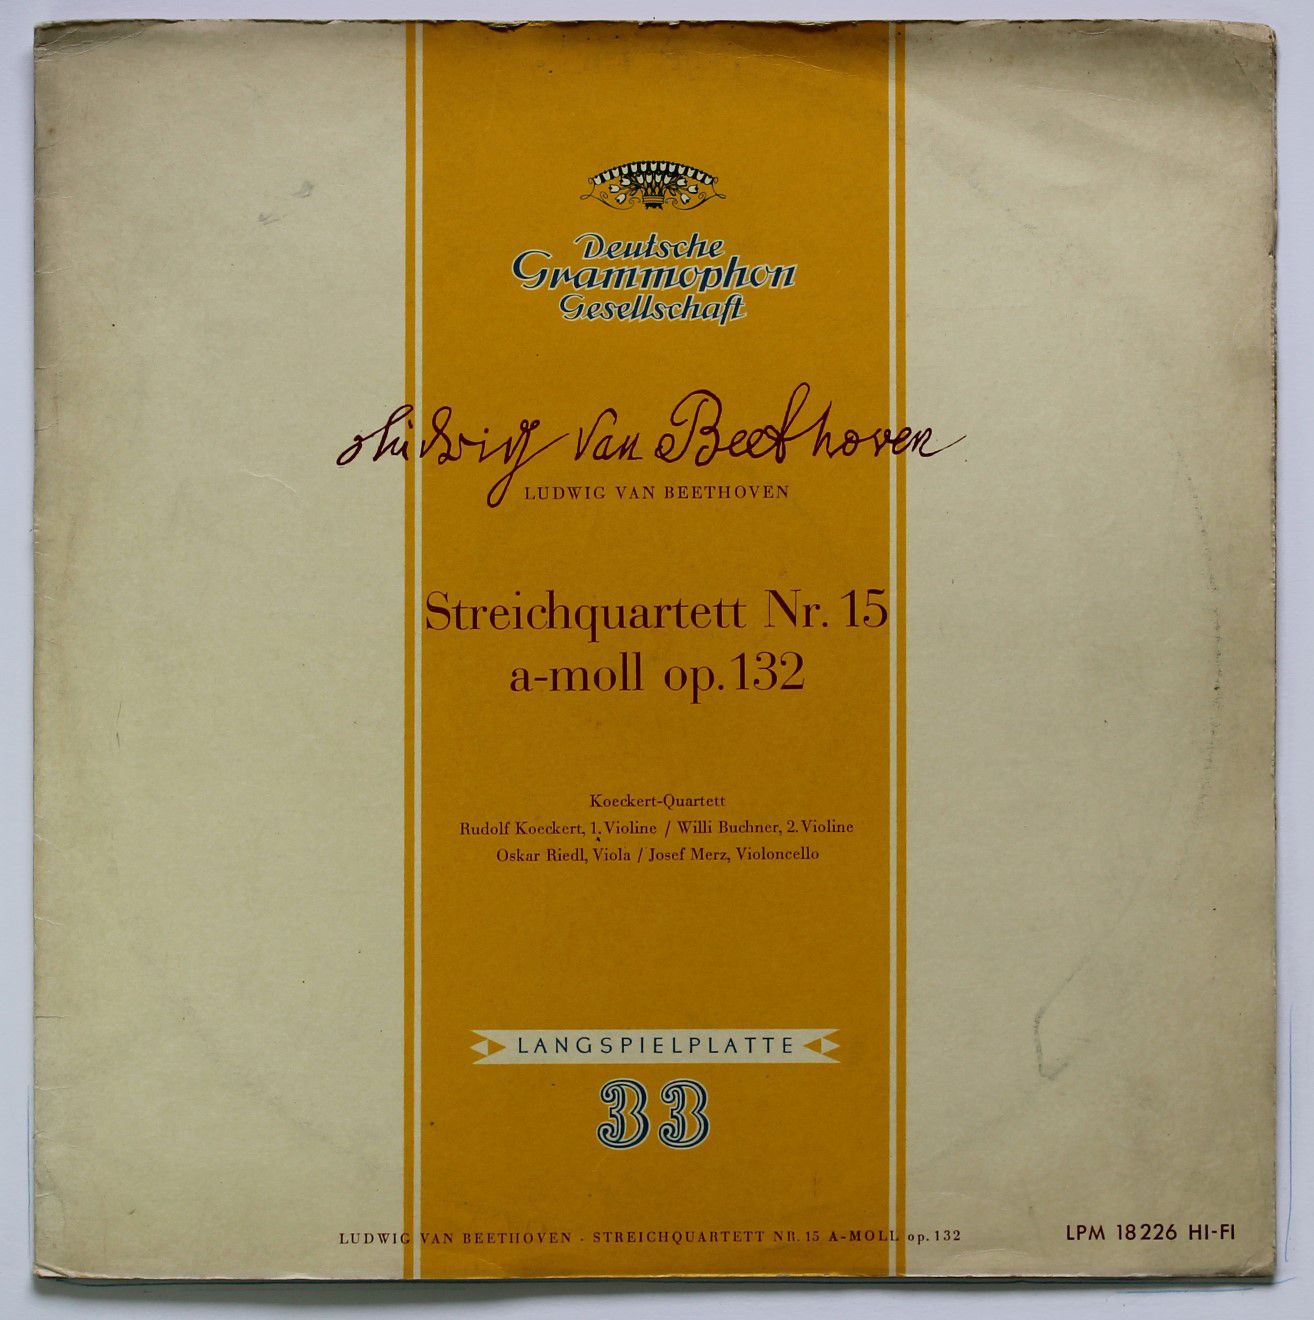 Deutsche
Grammophon
Gesellschaft
Ludwig van Beethoven
LUDWIG VAN BEETHOVEN
Streichquartett Nr. 15
a-moll op. 132
Koeckert-Quartett
Rudolf Koeckert, 1. Violine / Willi Buchner, 2. Violine
Oskar Riedl, Viola / Josef Merz, Violoncello
LANGSPIELPLATTE
33
LUDWIG VAN BEETHOVEN · STREICHQUARTETT NR. 15 A-MOLL op. 132
LPM 18226 HI-FI